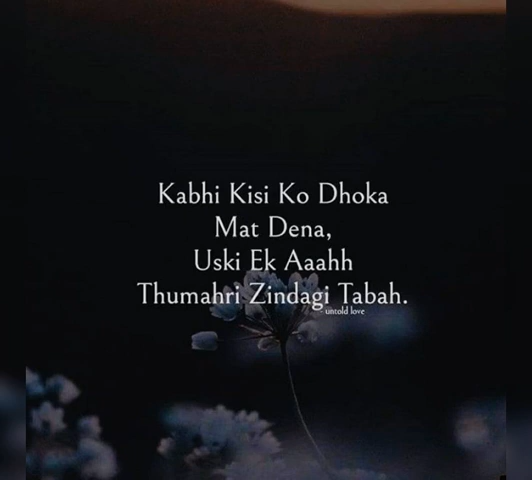 Kabhi Kisi Ko Dhoka
Mat Dena,
Uski Ek Aaahh
Thumahri Zindagi Tabah.
untold love